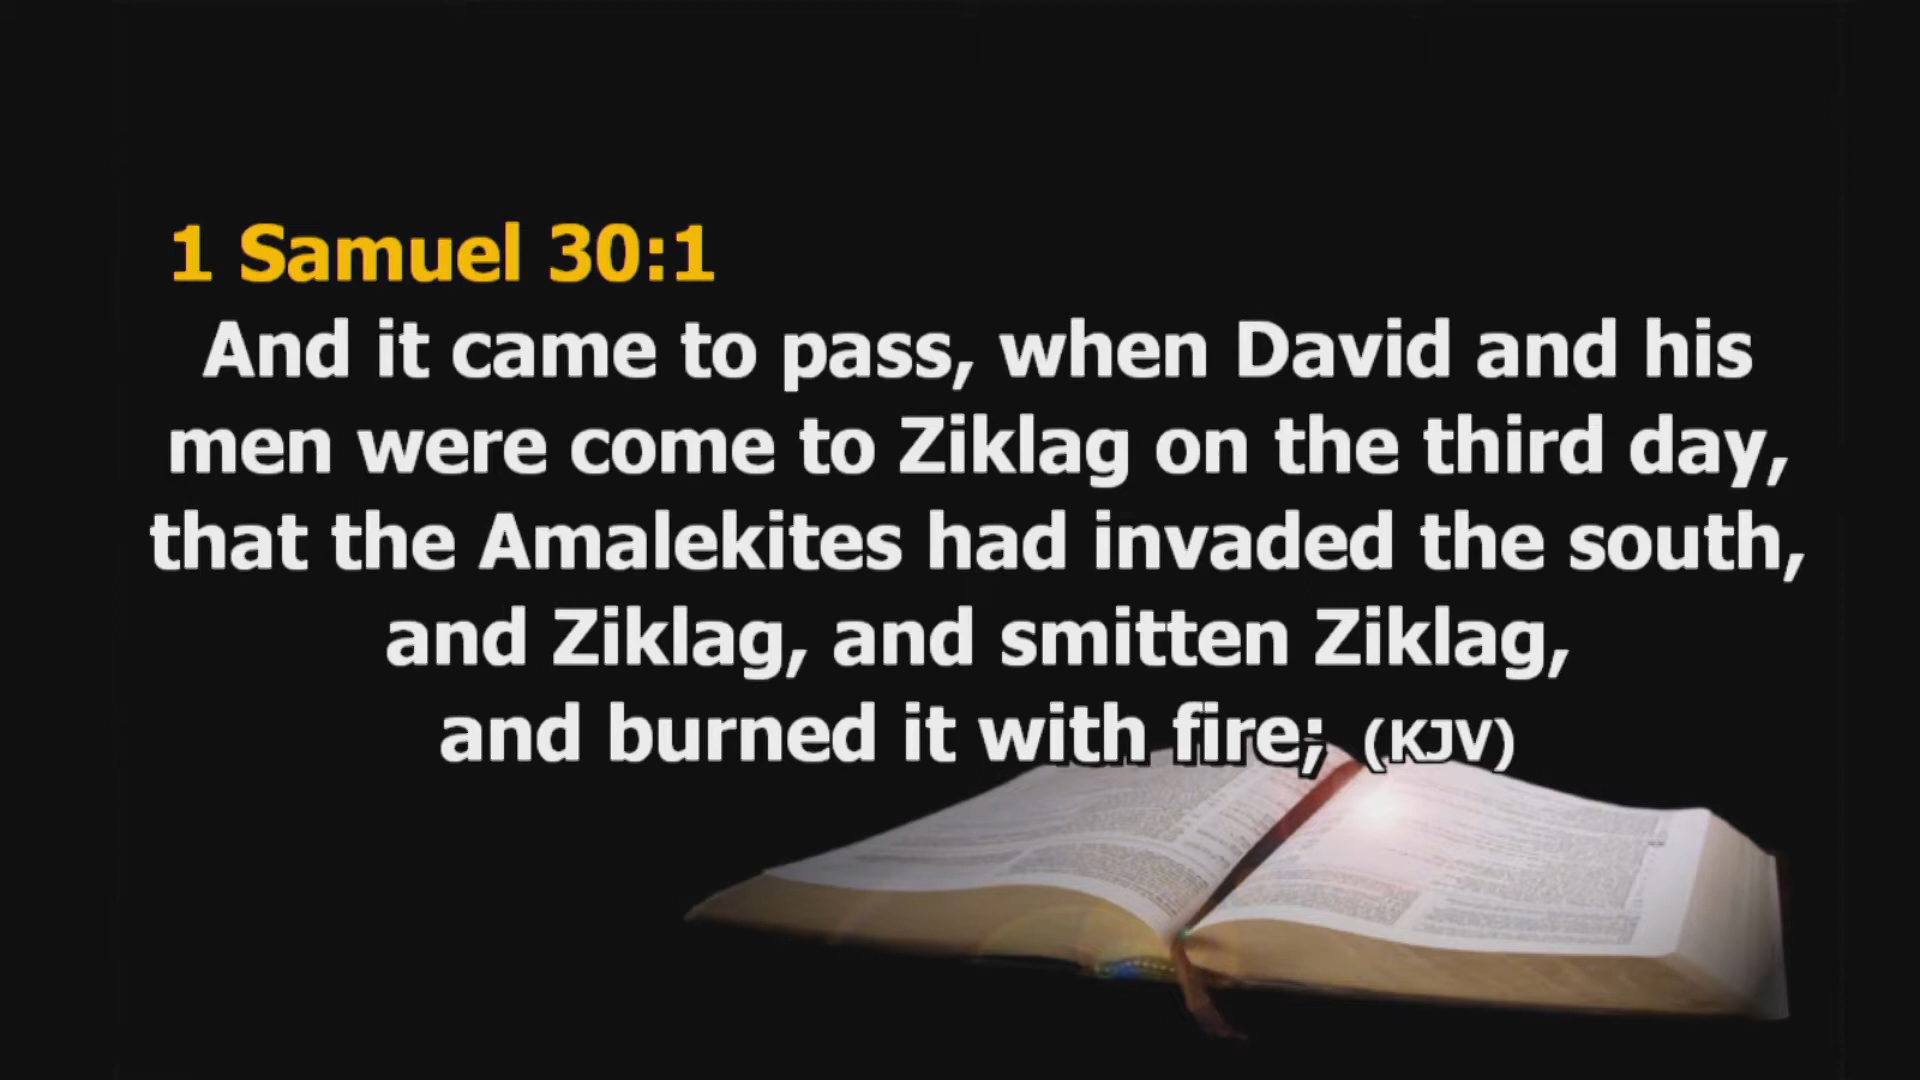 1 Samuel 30:1
And it came to pass, when David and his
men were come to Ziklag on the third day,
that the Amalekites had invaded the south,
and Ziklag, and smitten Ziklag,
and burned it with fire; (KJV)